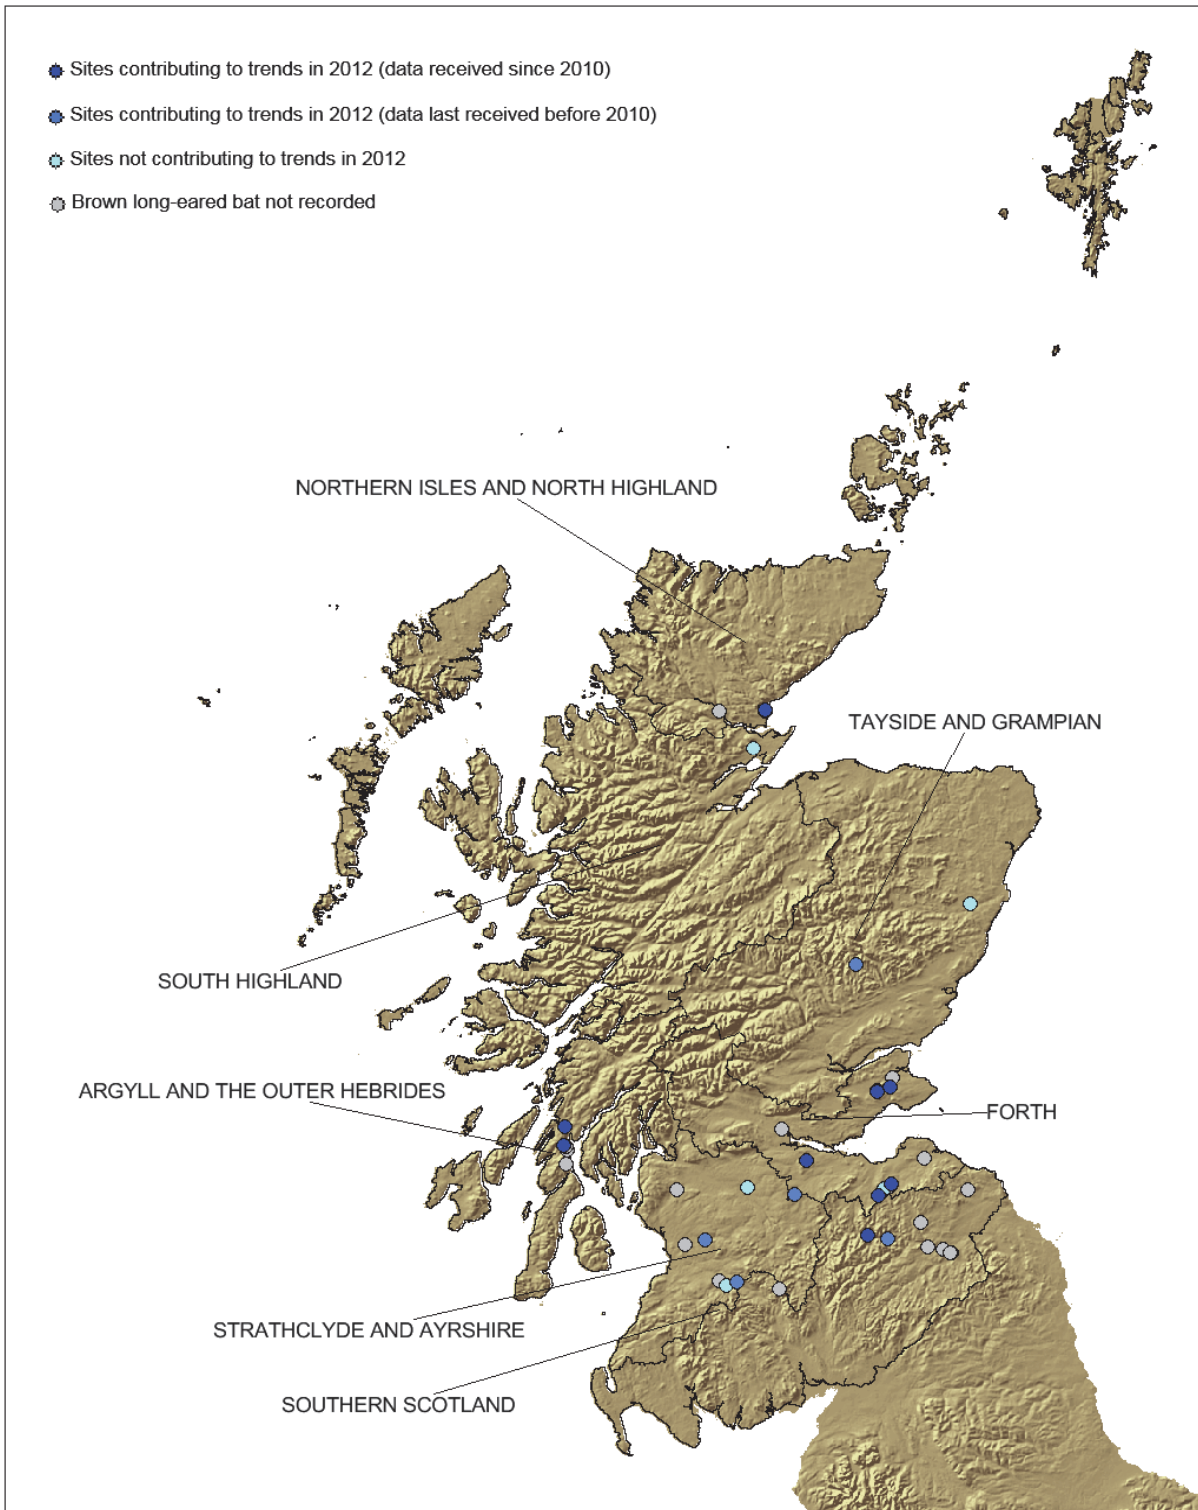 Sites contributing to trends in 2012 (data received since 2010)
Sites contributing to trends in 2012 (data last received before 2010)
Sites not contributing to trends in 2012
Brown long-eared bat not recorded
NORTHERN ISLES AND NORTH HIGHLAND
TAYSIDE AND GRAMPIAN
SOUTH HIGHLAND
ARGYLL AND THE OUTER HEBRIDES
FORTH
STRATHCLYDE AND AYRSHIRE
SOUTHERN SCOTLAND